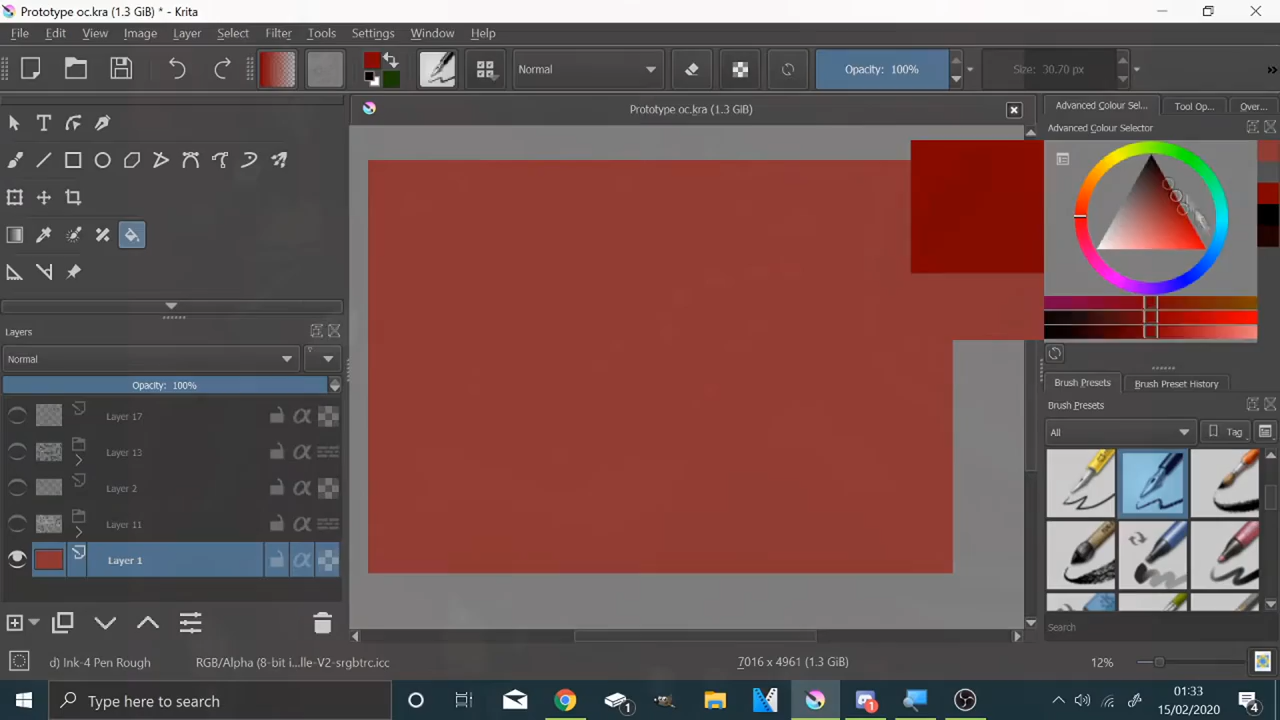 Prototype oc.kra (1.3 GiB) * - Krita
File Edit View Image Layer Select Filter Tools Settings Window Help
Normal
Opacity: 100%
Size: 30.70 px
Prototype oc.kra (1.3 GiB)
Advanced Colour Sel...
Tool Op...
Over...
Advanced Colour Selector
Layers
Normal
Opacity: 100%
Layer 17
Layer 13
Layer 2
Layer 11
Layer 1
Brush Presets
Brush Preset History
Brush Presets
All
Tag
Search
d) Ink-4 Pen Rough
RGB/Alpha (8-bit i...lle-V2-srgbtrc.icc
7016 x 4961 (1.3 GiB)
12%
Type here to search
1
1
01:33
15/02/2020
4